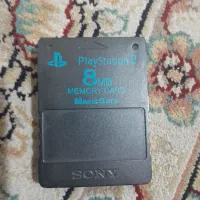 PlayStation 2
8MB
MEMORY CARD
MagicGate
SONY